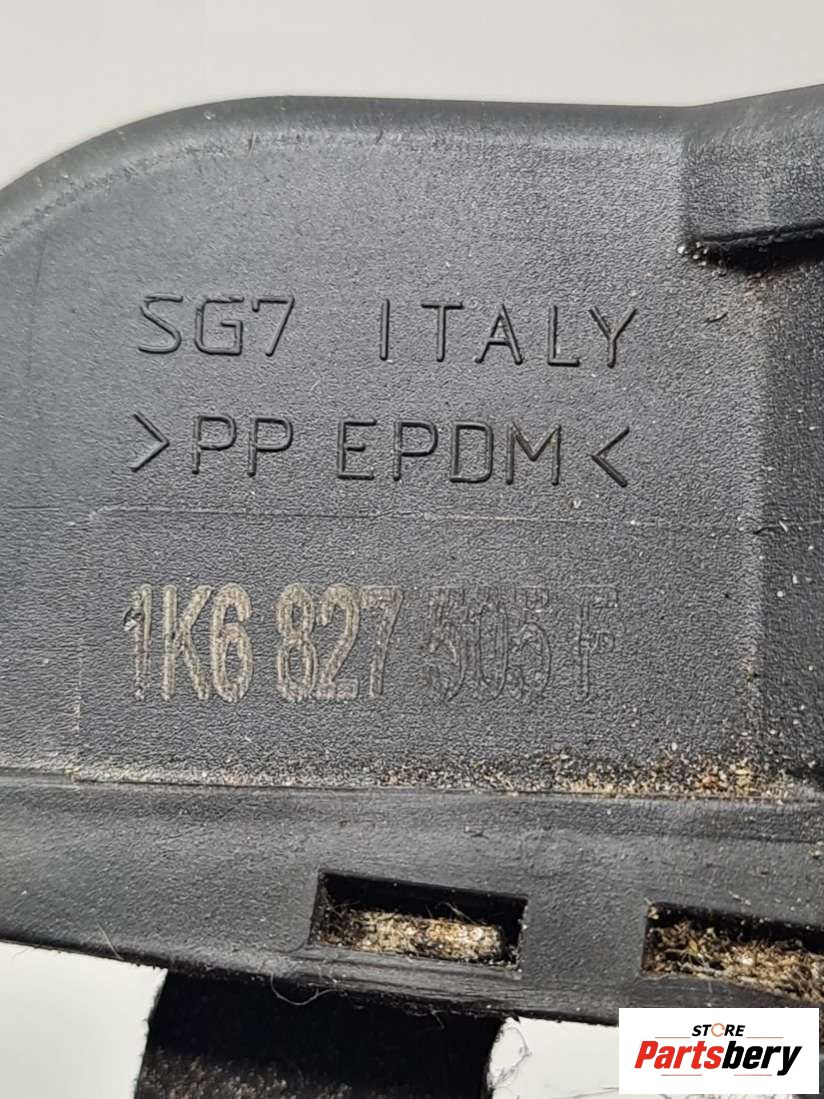 SG7 ITALY
>PP EPDM<
1K6 827 505 F
STORE
Partsbery